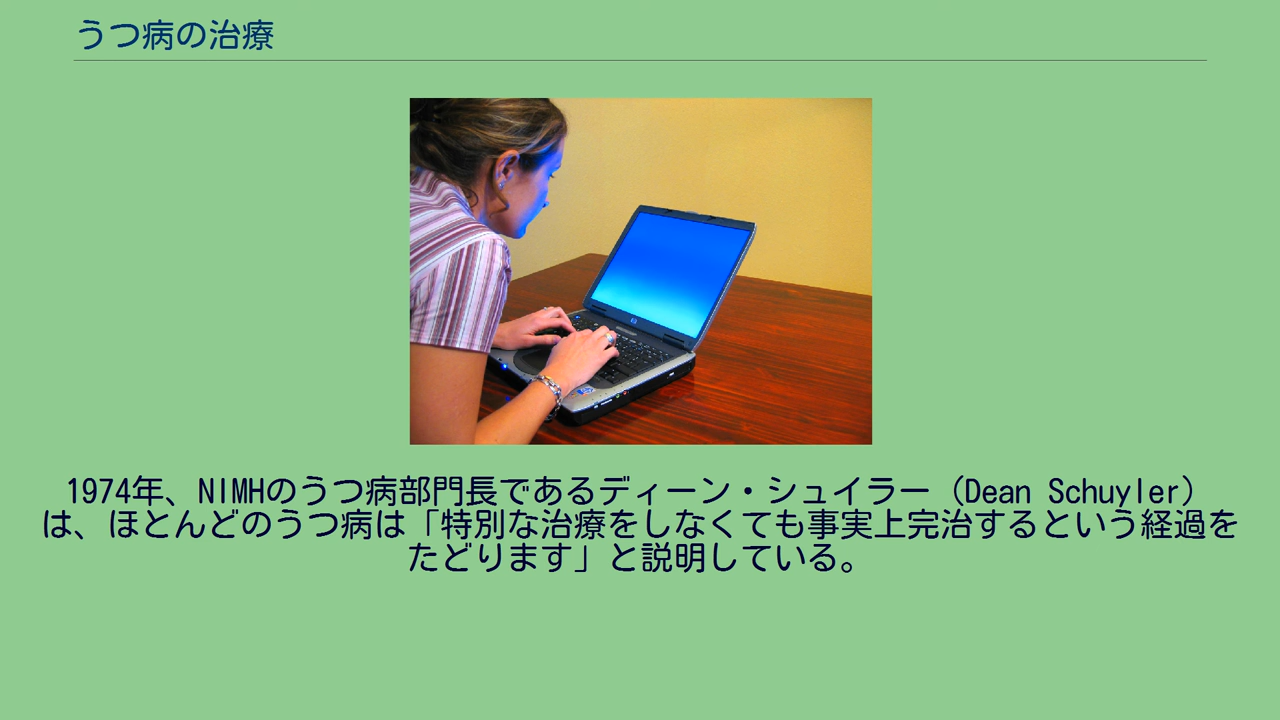 うつ病の治療
1974年、NIMHのうつ病部門長であるディーン・シュイラー（Dean Schuyler）
は、ほとんどのうつ病は「特別な治療をしなくても事実上完治するという経過を
たどります」と説明している。